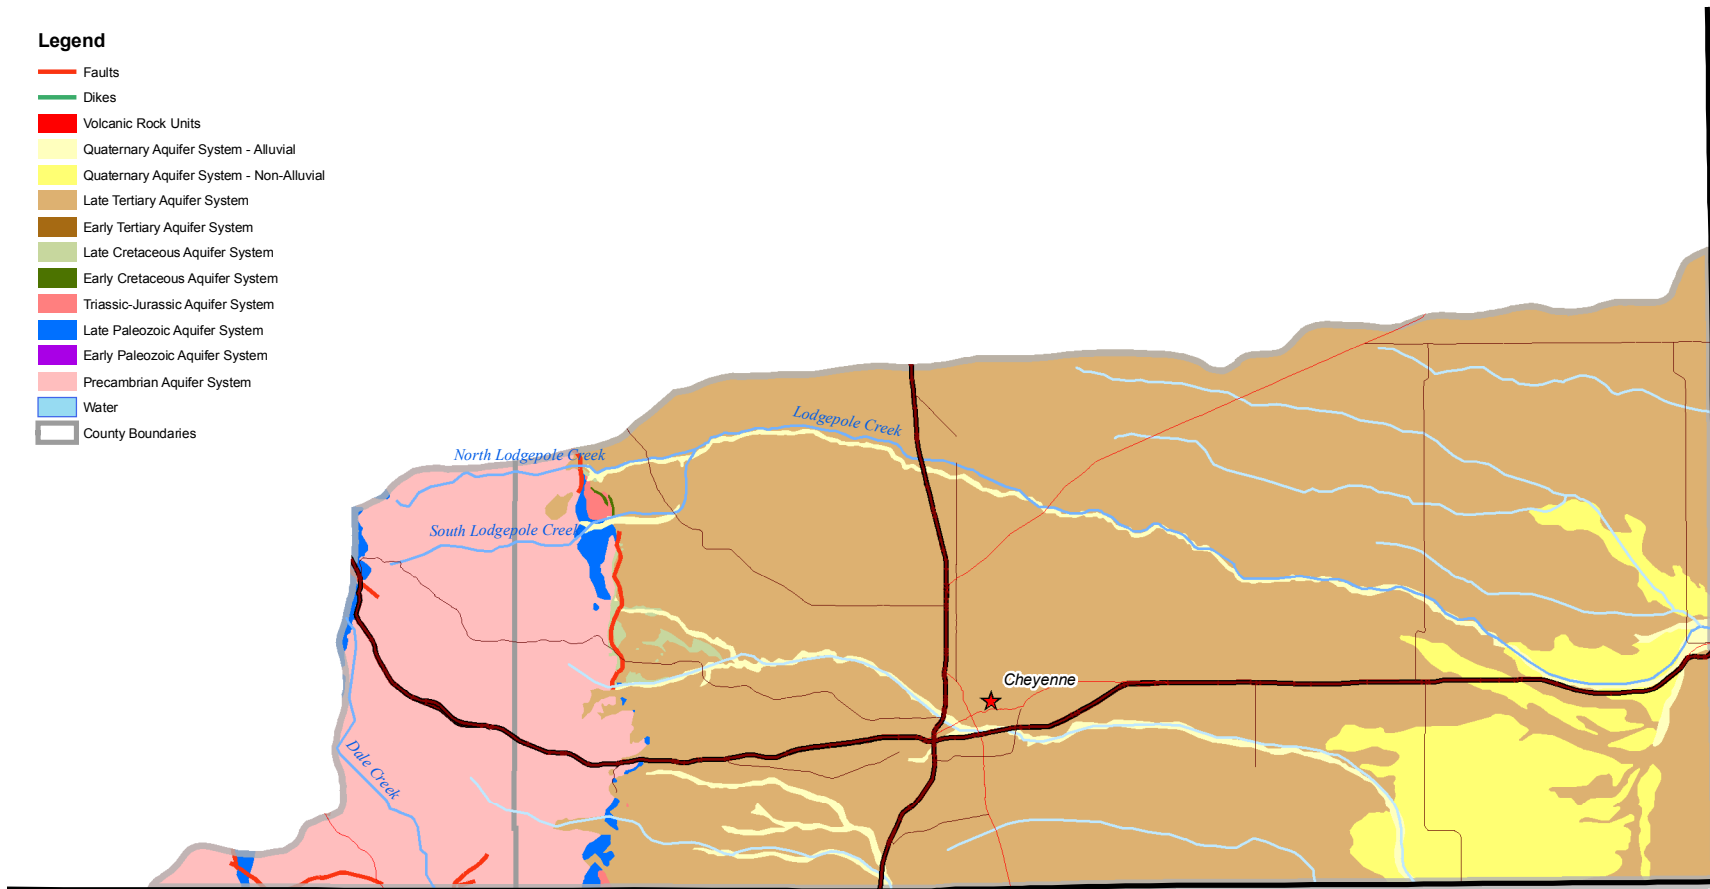 Legend
Faults
Dikes
Volcanic Rock Units
Quaternary Aquifer System - Alluvial
Quaternary Aquifer System - Non-Alluvial
Late Tertiary Aquifer System
Early Tertiary Aquifer System
Late Cretaceous Aquifer System
Early Cretaceous Aquifer System
Triassic-Jurassic Aquifer System
Late Paleozoic Aquifer System
Early Paleozoic Aquifer System
Precambrian Aquifer System
Water
County Boundaries
Lodgepole Creek
North Lodgepole Creek
South Lodgepole Creek
Cheyenne
Dale Creek